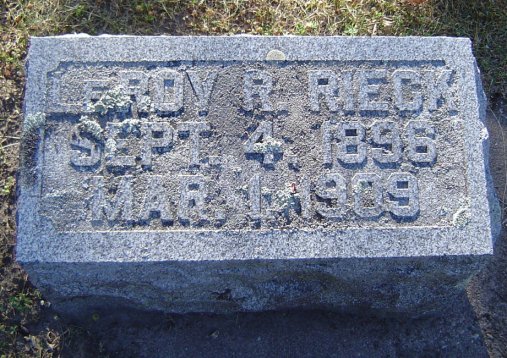 LEROY R. RIECK
SEPT. 4, 1896
MAR. 1, 1909